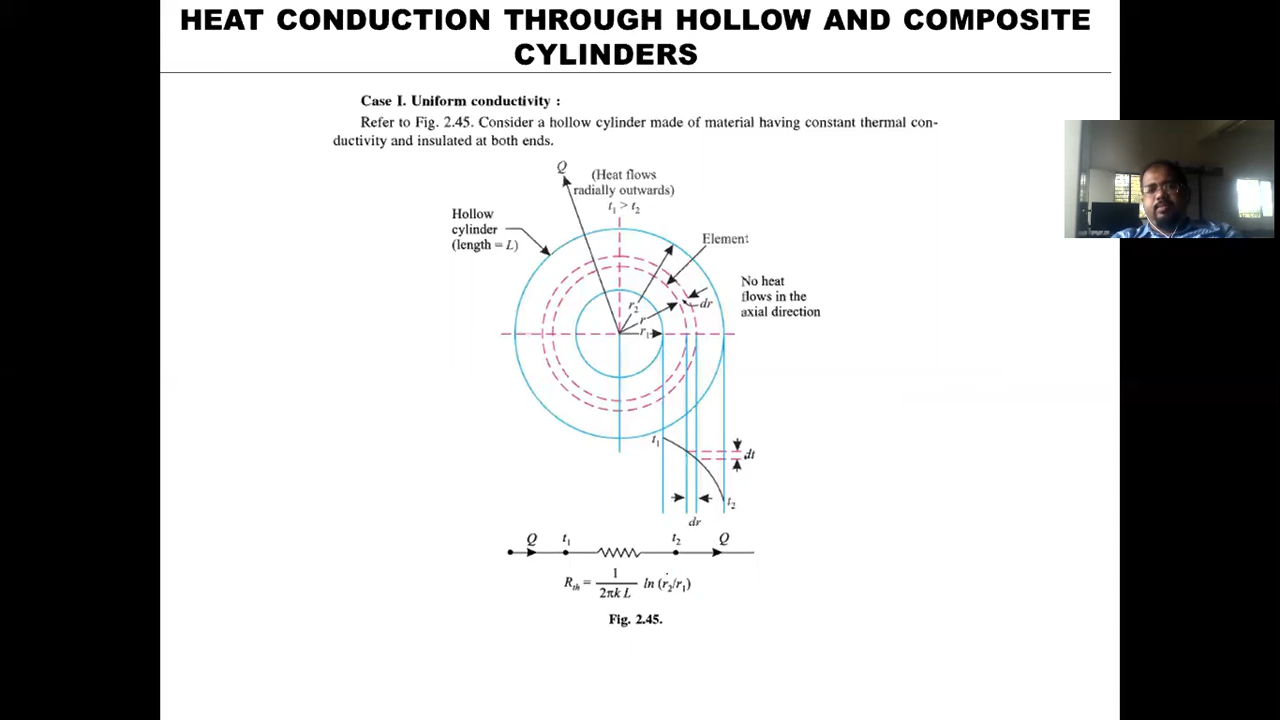 HEAT CONDUCTION THROUGH HOLLOW AND COMPOSITE
CYLINDERS
Case I. Uniform conductivity :
Refer to Fig. 2.45. Consider a hollow cylinder made of material having constant thermal con-
ductivity and insulated at both ends.
Q
(Heat flows
radially outwards)
t₁ > t₂
Hollow
cylinder
(length = L)
Element
No heat
flows in the
axial direction
r₂
dr
r
r₁
t₁
dt
t₂
dr
Q t₁ t₂ Q
Rth = 1/2πk L ln (r₂/r₁)
Fig. 2.45.